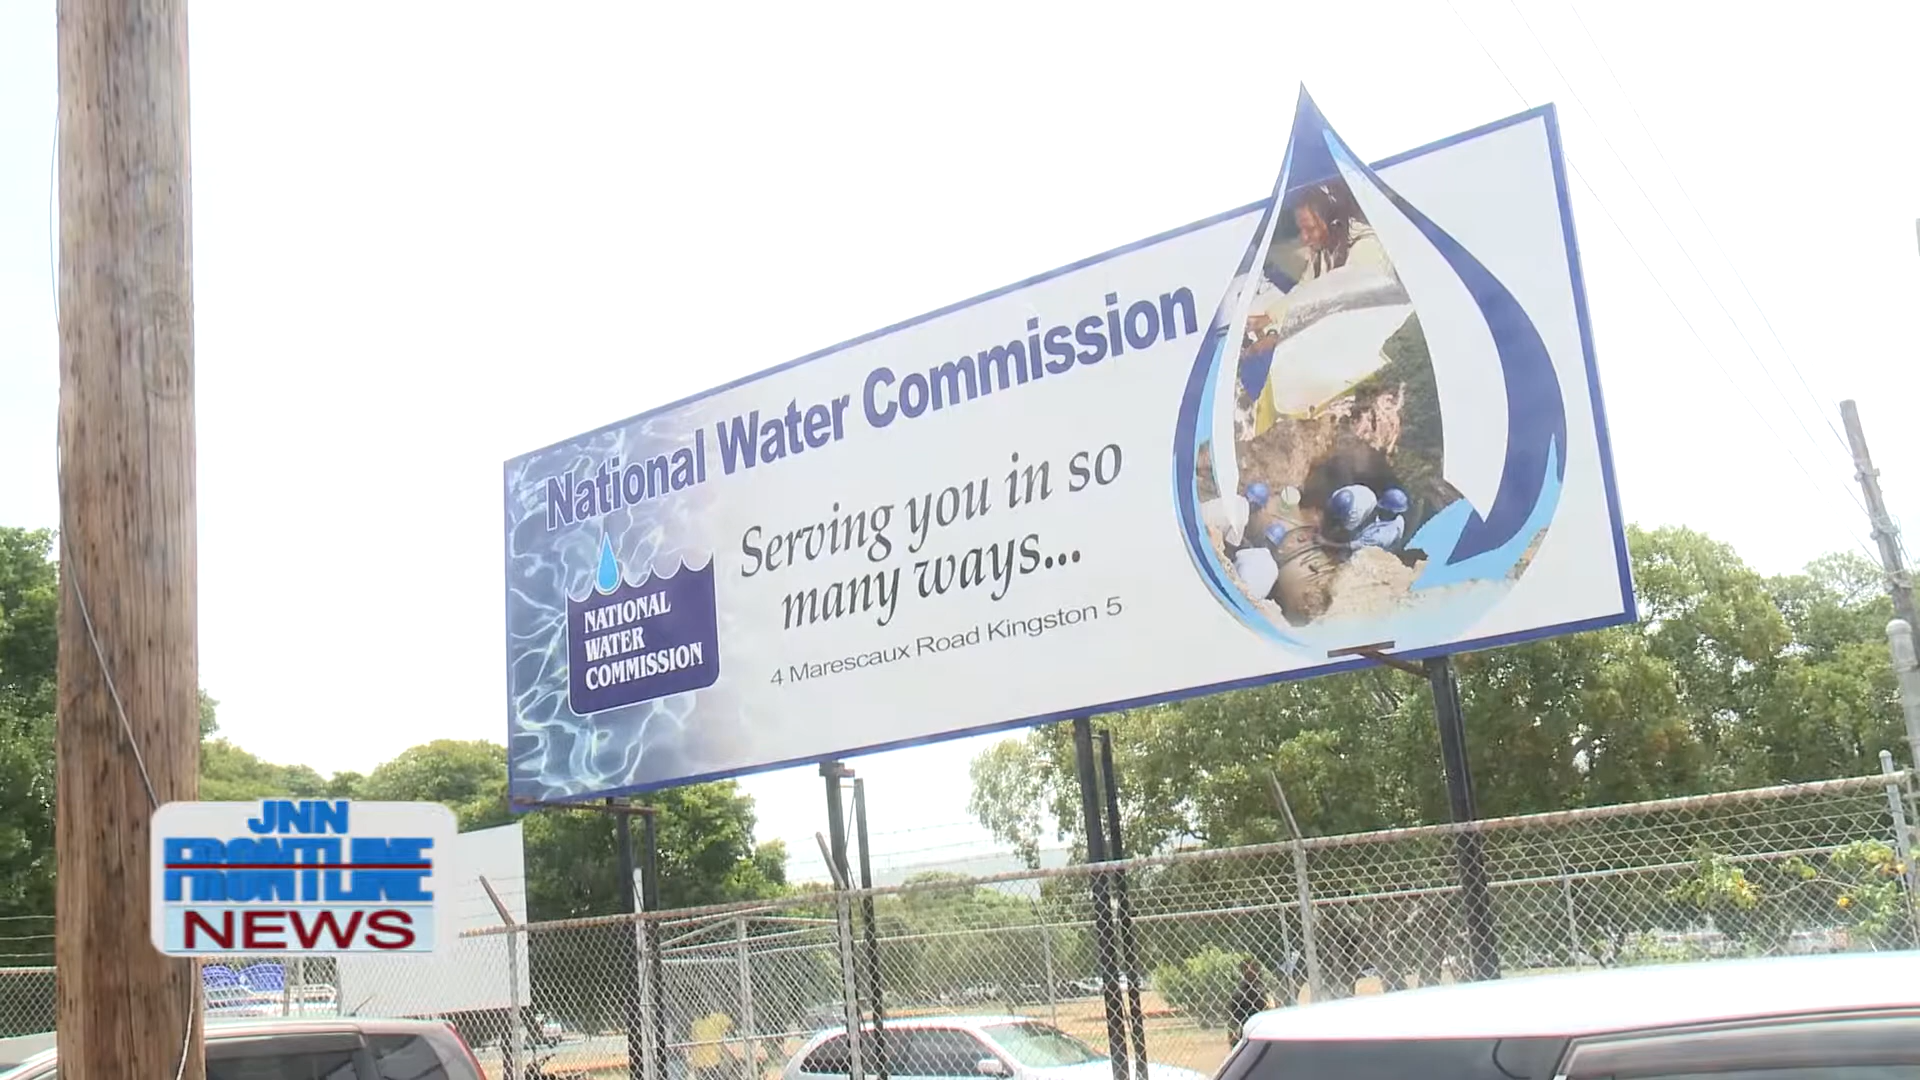 National Water Commission
Serving you in so
many ways...
4 Marescaux Road Kingston 5
NATIONAL
WATER
COMMISSION
JNN
FRONTLINE
NEWS